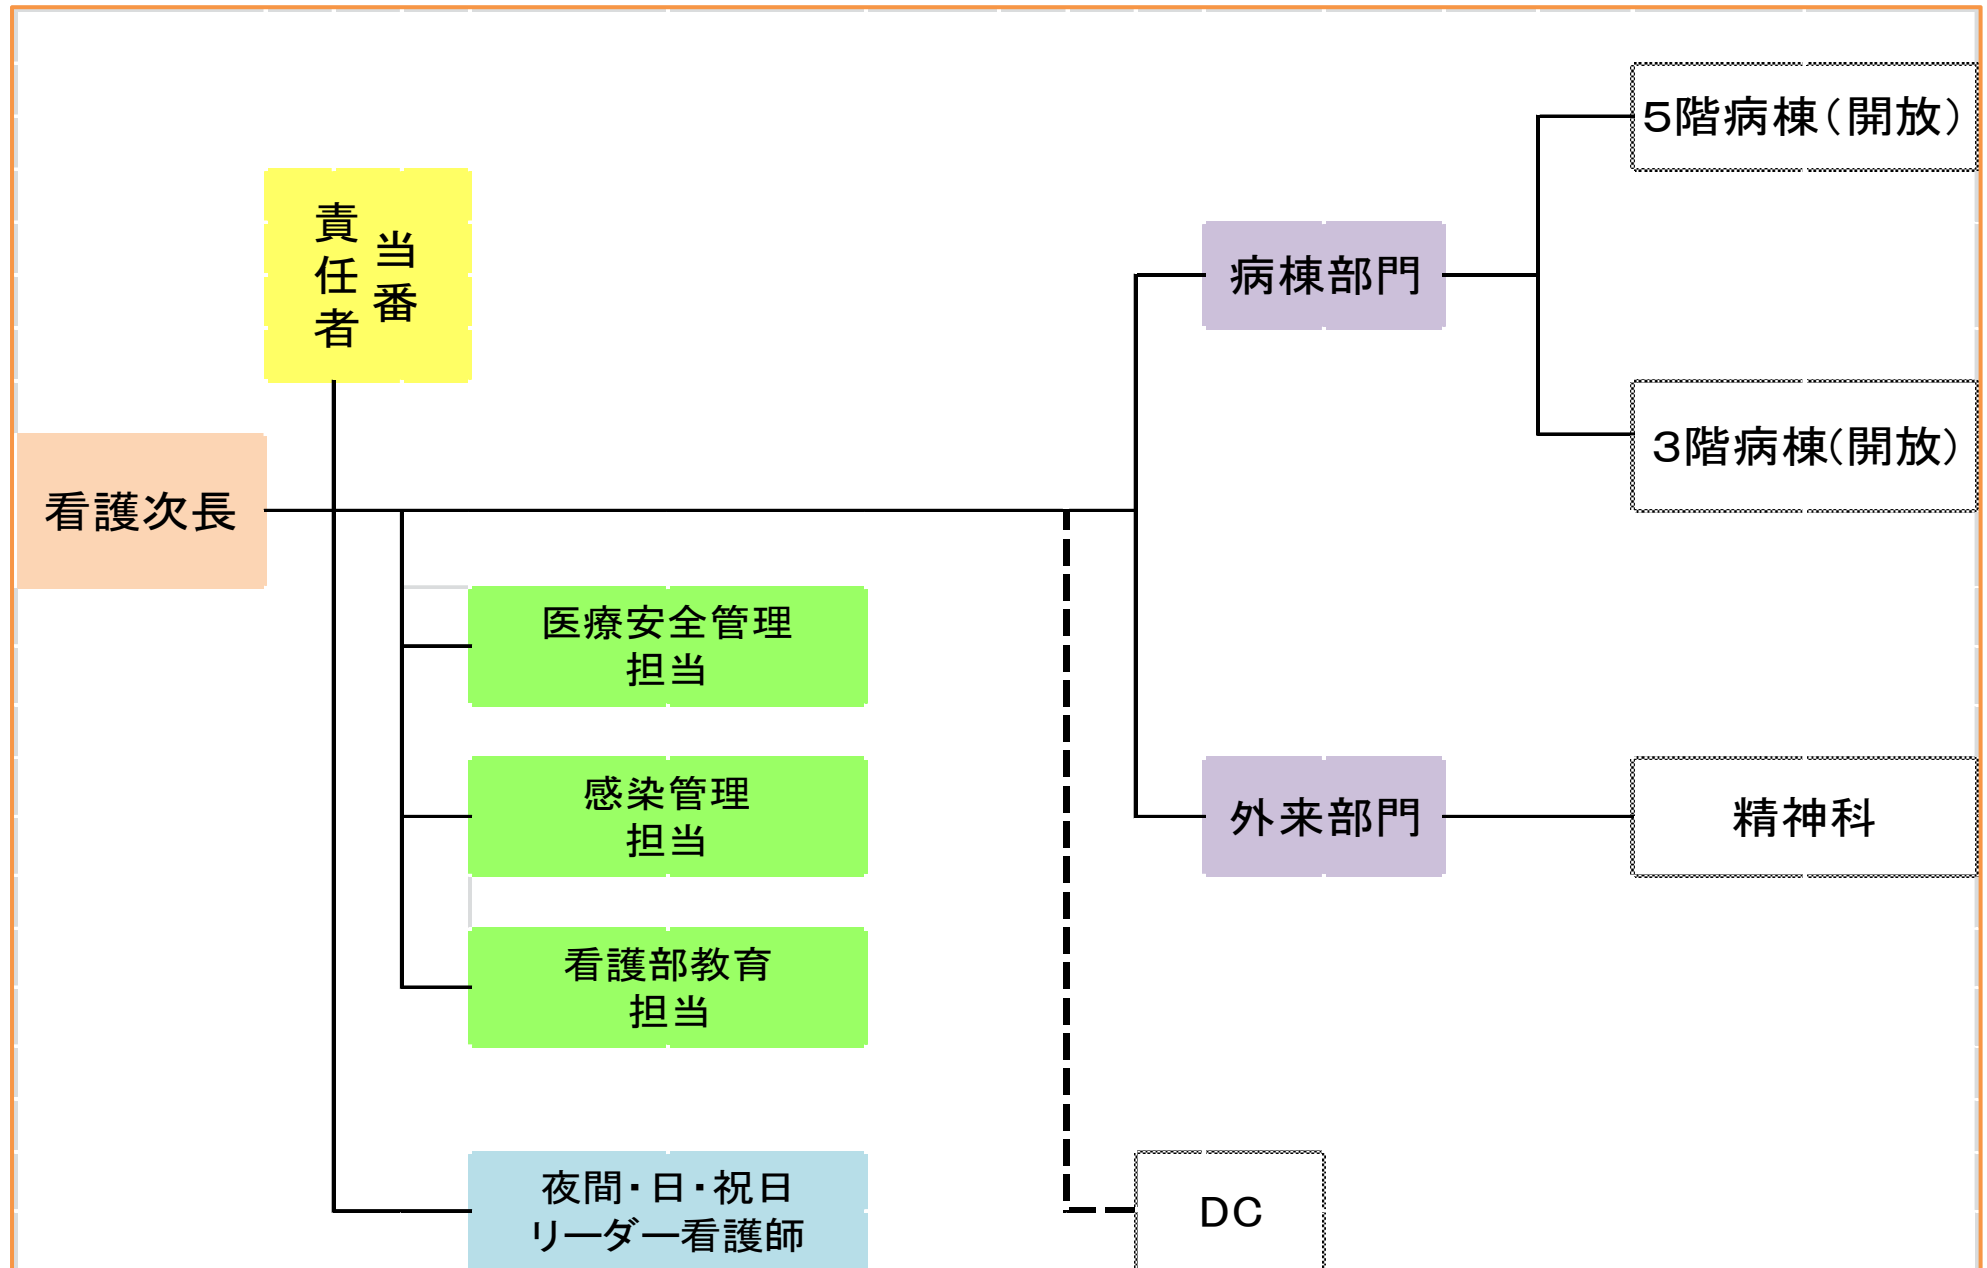 5階病棟（開放）
当番
責任者
病棟部門
3階病棟（開放）
看護次長
医療安全管理
担当
感染管理
担当
外来部門
精神科
看護部教育
担当
夜間・日・祝日
リーダー看護師
DC